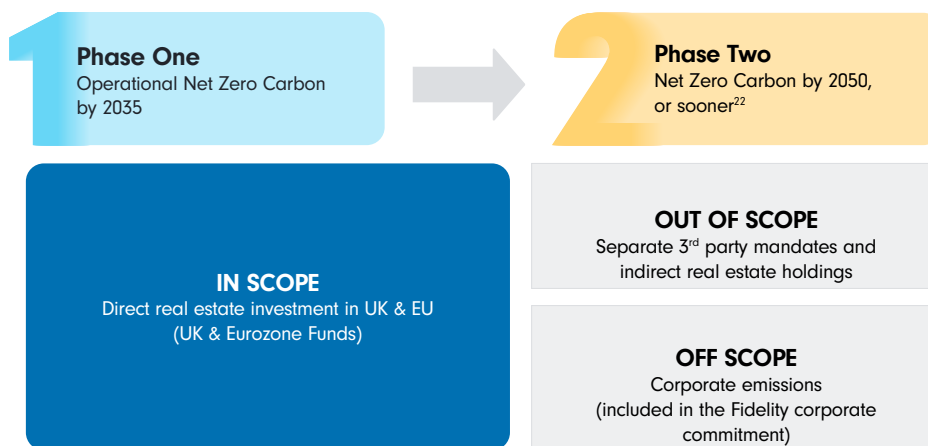 1
Phase One
Operational Net Zero Carbon
by 2035
2
Phase Two
Net Zero Carbon by 2050,
or sooner22
IN SCOPE
Direct real estate investment in UK & EU
(UK & Eurozone Funds)
OUT OF SCOPE
Separate 3rd party mandates and
indirect real estate holdings
OFF SCOPE
Corporate emissions
(included in the Fidelity corporate
commitment)